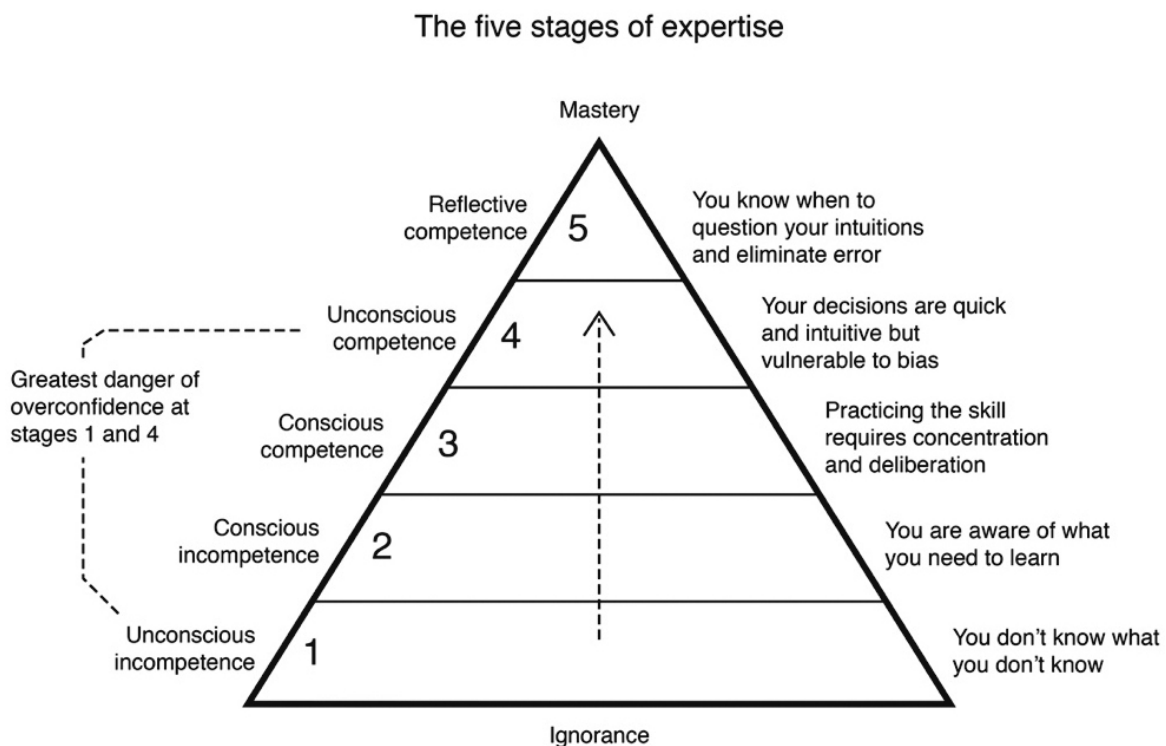 The five stages of expertise
Mastery
Reflective
competence
5
You know when to
question your intuitions
and eliminate error
Unconscious
competence
4
Your decisions are quick
and intuitive but
vulnerable to bias
Greatest danger of
overconfidence at
stages 1 and 4
Conscious
competence
3
Practicing the skill
requires concentration
and deliberation
Conscious
incompetence
2
You are aware of what
you need to learn
Unconscious
incompetence
1
You don’t know what
you don’t know
Ignorance